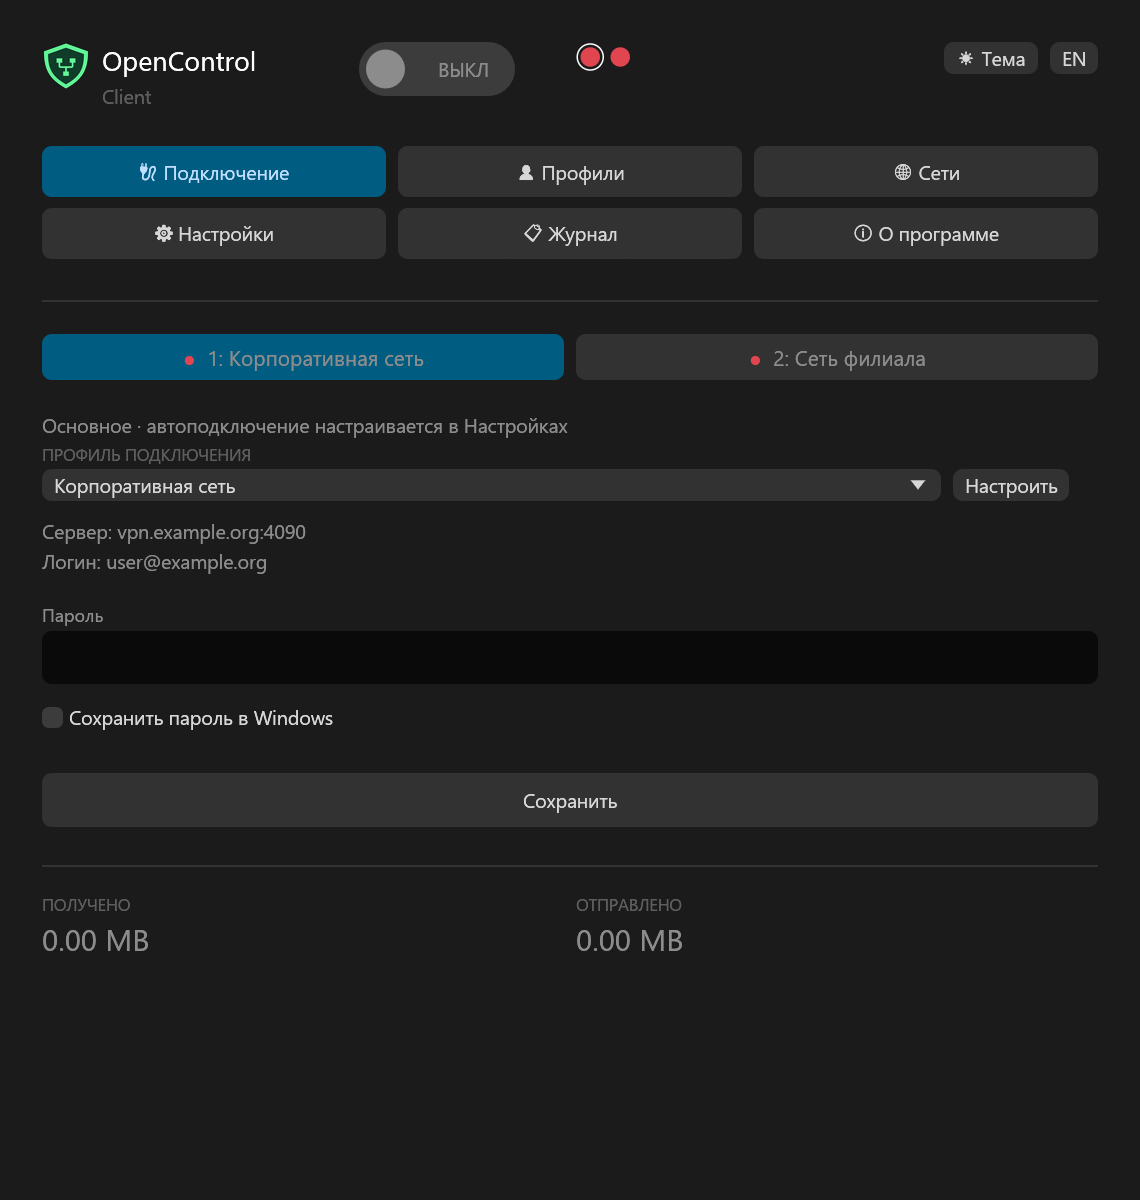 OpenControl
Client
ВЫКЛ
Тема
EN
Подключение
Профили
Сети
Настройки
Журнал
О программе
1: Корпоративная сеть
2: Сеть филиала
Основное · автоподключение настраивается в Настройках
ПРОФИЛЬ ПОДКЛЮЧЕНИЯ
Корпоративная сеть
Настроить
Сервер: vpn.example.org:4090
Логин: user@example.org
Пароль
Сохранить пароль в Windows
Сохранить
ПОЛУЧЕНО
ОТПРАВЛЕНО
0.00 MB
0.00 MB